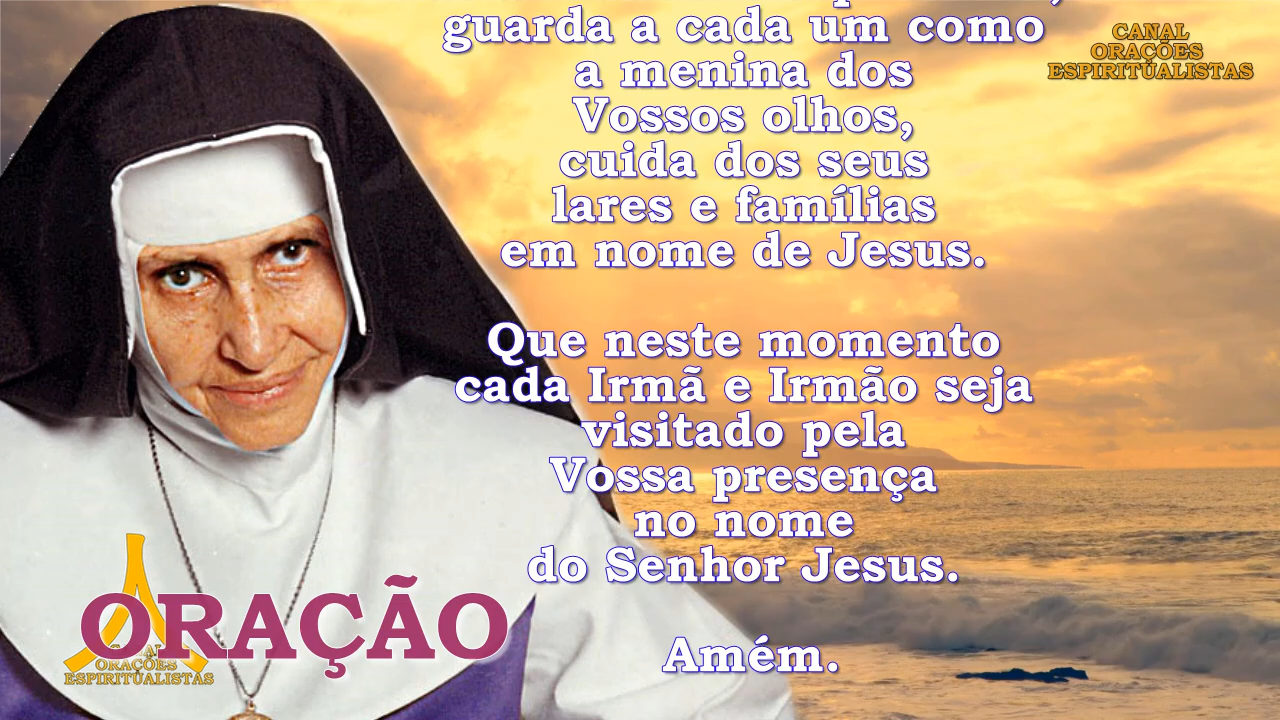 guarda a cada um como
a menina dos
Vossos olhos,
cuida dos seus
lares e famílias
em nome de Jesus.
Que neste momento
cada Irmã e Irmão seja
visitado pela
Vossa presença
no nome
do Senhor Jesus.
Amém.
CANAL
ORAÇÕES
ESPIRITUALISTAS
ORAÇÃO
CANAL
ORAÇÕES
ESPIRITUALISTAS